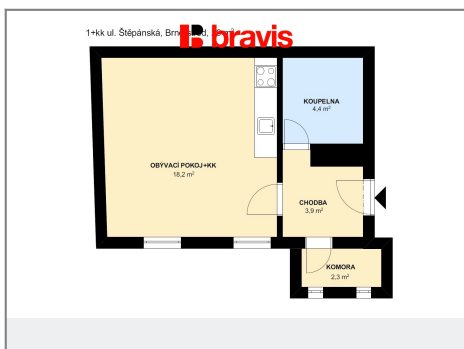 1+kk ul. Štěpánská, Brno
bravis
KOUPELNA
4,4 m²
OBÝVACÍ POKOJ+KK
18,2 m²
CHODBA
3,9 m²
KOMORA
2,3 m²